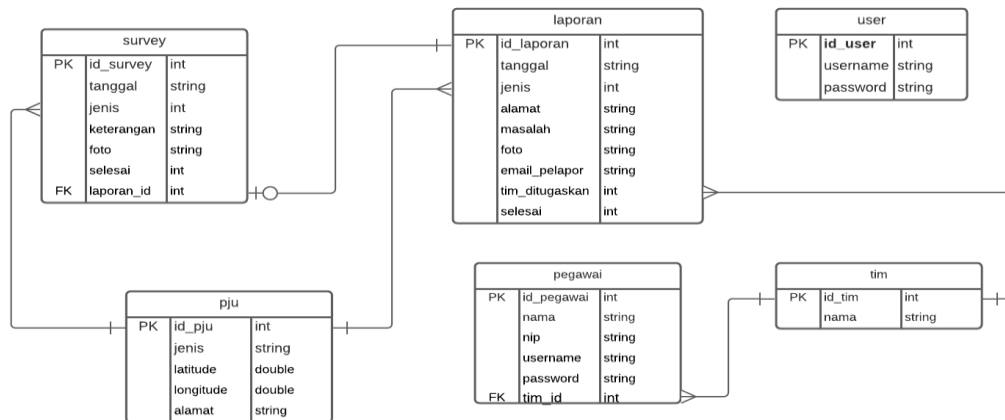 survey
PK id_survey int
tanggal string
jenis int
keterangan string
foto string
selesai int
FK laporan_id int
laporan
PK id_laporan int
tanggal string
jenis int
alamat string
masalah string
foto string
email_pelapor string
tim_ditugaskan int
selesai int
user
PK id_user int
username string
password string
pju
PK id_pju int
jenis string
latitude double
longitude double
alamat string
pegawai
PK id_pegawai int
nama string
nip string
username string
password string
FK tim_id int
tim
PK id_tim int
nama string